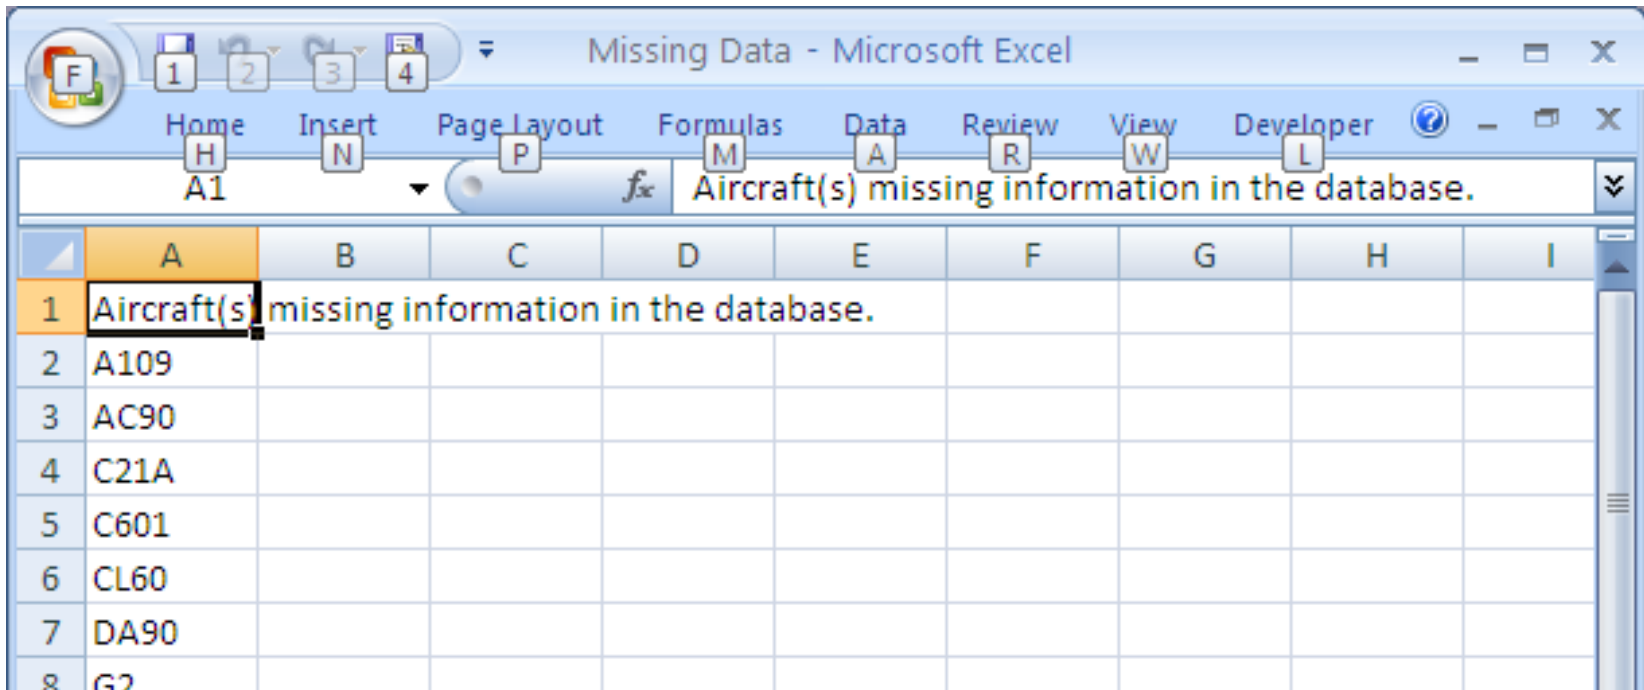 Missing Data - Microsoft Excel
F 1 2 3 4
Home Insert Page Layout Formulas Data Review View Developer
H N P M A R W L
A1 fx Aircraft(s) missing information in the database.
A B C D E F G H I
1 Aircraft(s) missing information in the database.
2 A109
3 AC90
4 C21A
5 C601
6 CL60
7 DA90
8 G2